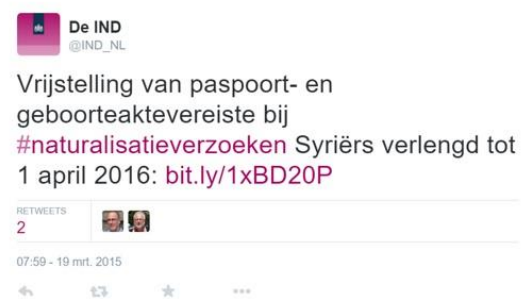 De IND
@IND_NL
Vrijstelling van paspoort- en
geboorteaktevereiste bij
#naturalisatieverzoeken Syriërs verlengd tot
1 april 2016: bit.ly/1xBD20P
RETWEETS
2
07:59 - 19 mrt. 2015